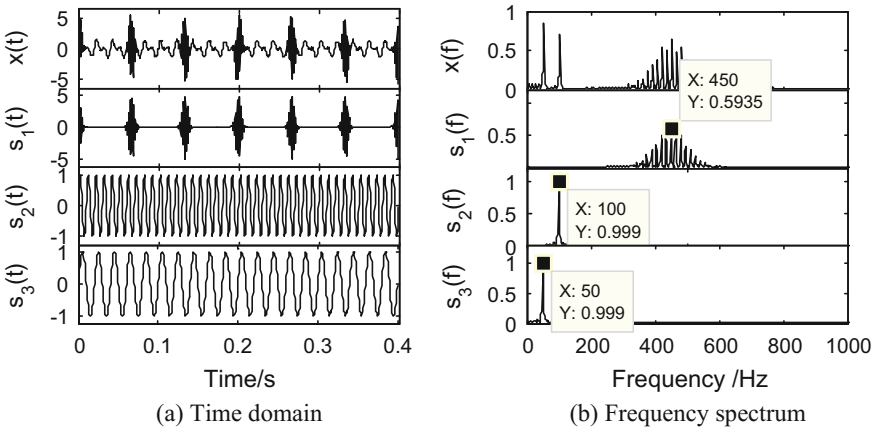 5
0
-5
x(t)
5
0
-5
s1(t)
1
0
-1
s2(t)
1
0
-1
s3(t)
0 0.1 0.2 0.3 0.4
Time/s
(a) Time domain
1
0.5
0
x(f)
X: 450
Y: 0.5935
0.5
s1(f)
1
0.5
0
s2(f)
X: 100
Y: 0.999
1
0.5
0
s3(f)
X: 50
Y: 0.999
0 200 400 600 800 1000
Frequency /Hz
(b) Frequency spectrum